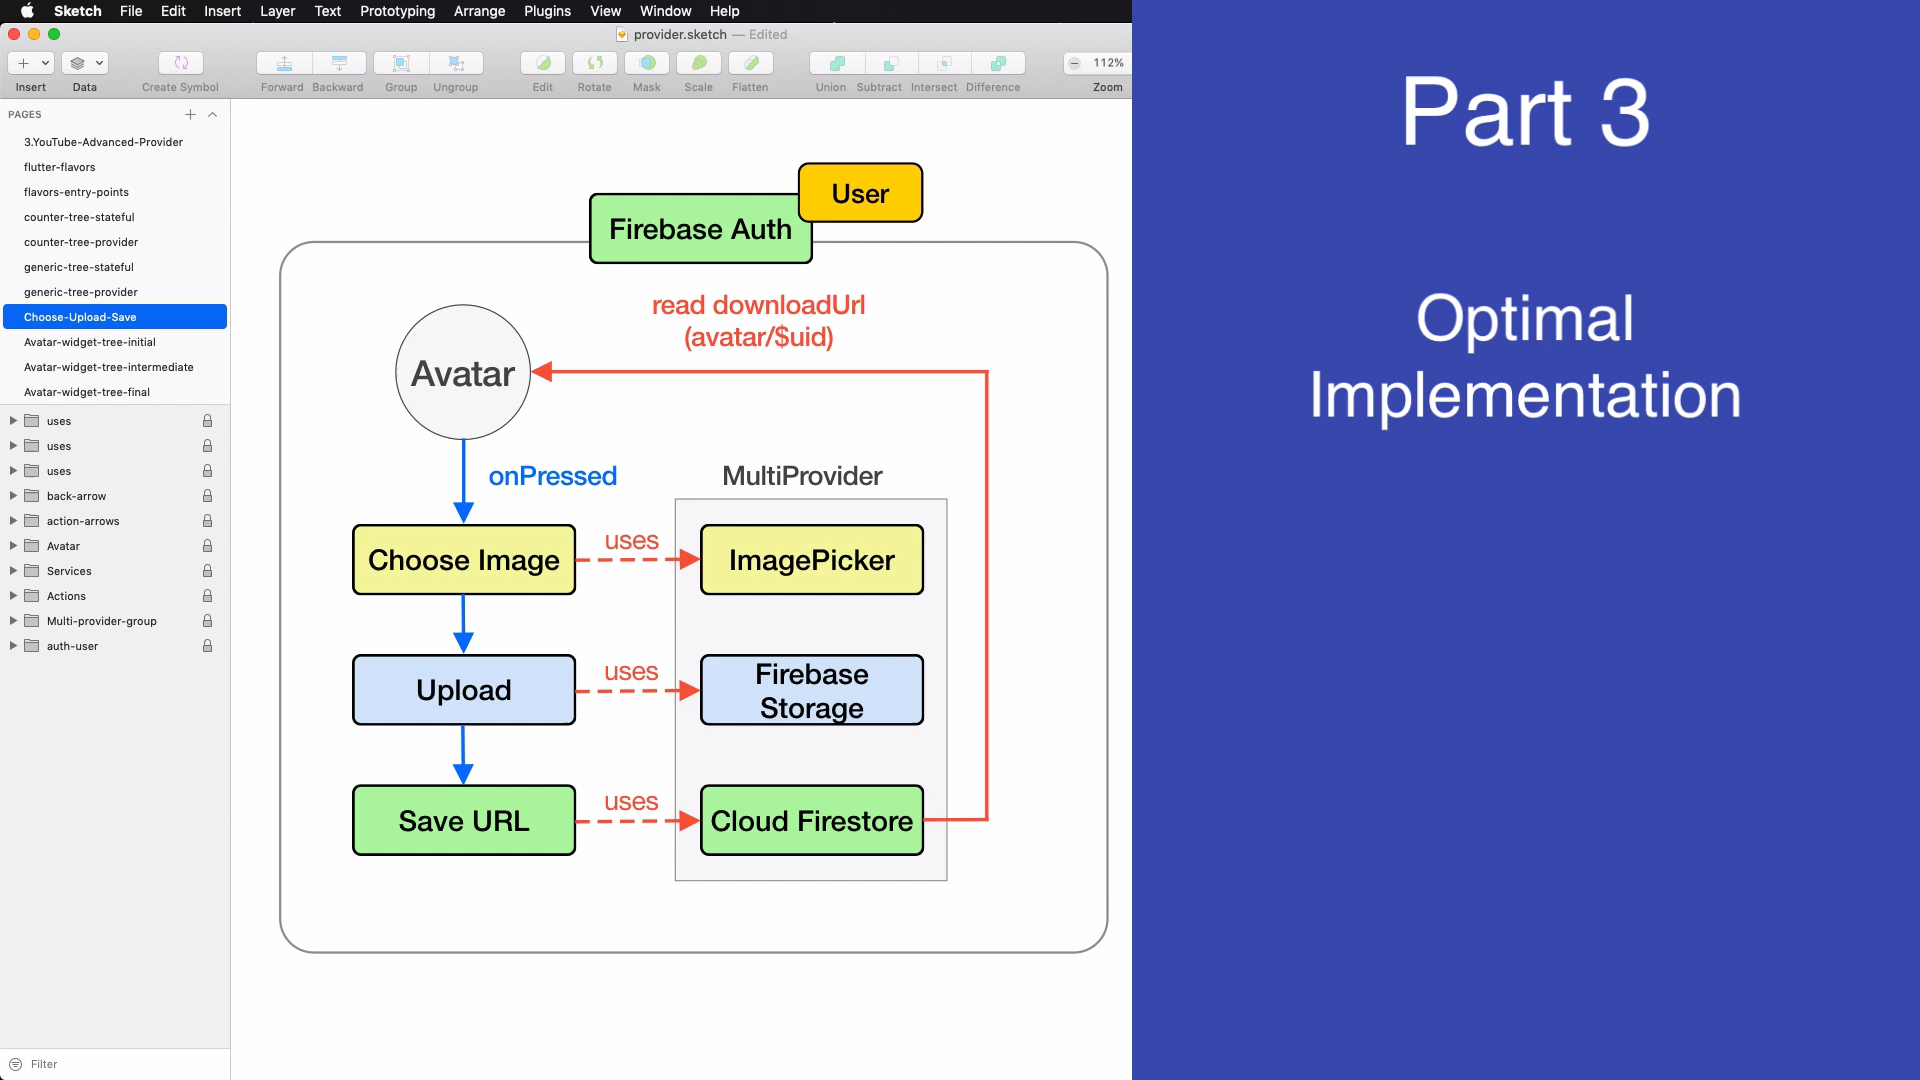 Sketch File Edit Insert Layer Text Prototyping Arrange Plugins View Window Help
provider.sketch — Edited
112%
Insert Data Create Symbol Forward Backward Group Ungroup Edit Rotate Mask Scale Flatten Union Subtract Intersect Difference Zoom
PAGES
3.YouTube-Advanced-Provider
flutter-flavors
flavors-entry-points
counter-tree-stateful
counter-tree-provider
generic-tree-stateful
generic-tree-provider
Choose-Upload-Save
Avatar-widget-tree-initial
Avatar-widget-tree-intermediate
Avatar-widget-tree-final
uses
uses
uses
back-arrow
action-arrows
Avatar
Services
Actions
Multi-provider-group
auth-user
Filter
User
Firebase Auth
read downloadUrl
(avatar/$uid)
Avatar
onPressed
MultiProvider
Choose Image
uses
ImagePicker
Upload
uses
Firebase
Storage
Save URL
uses
Cloud Firestore
Part 3
Optimal
Implementation